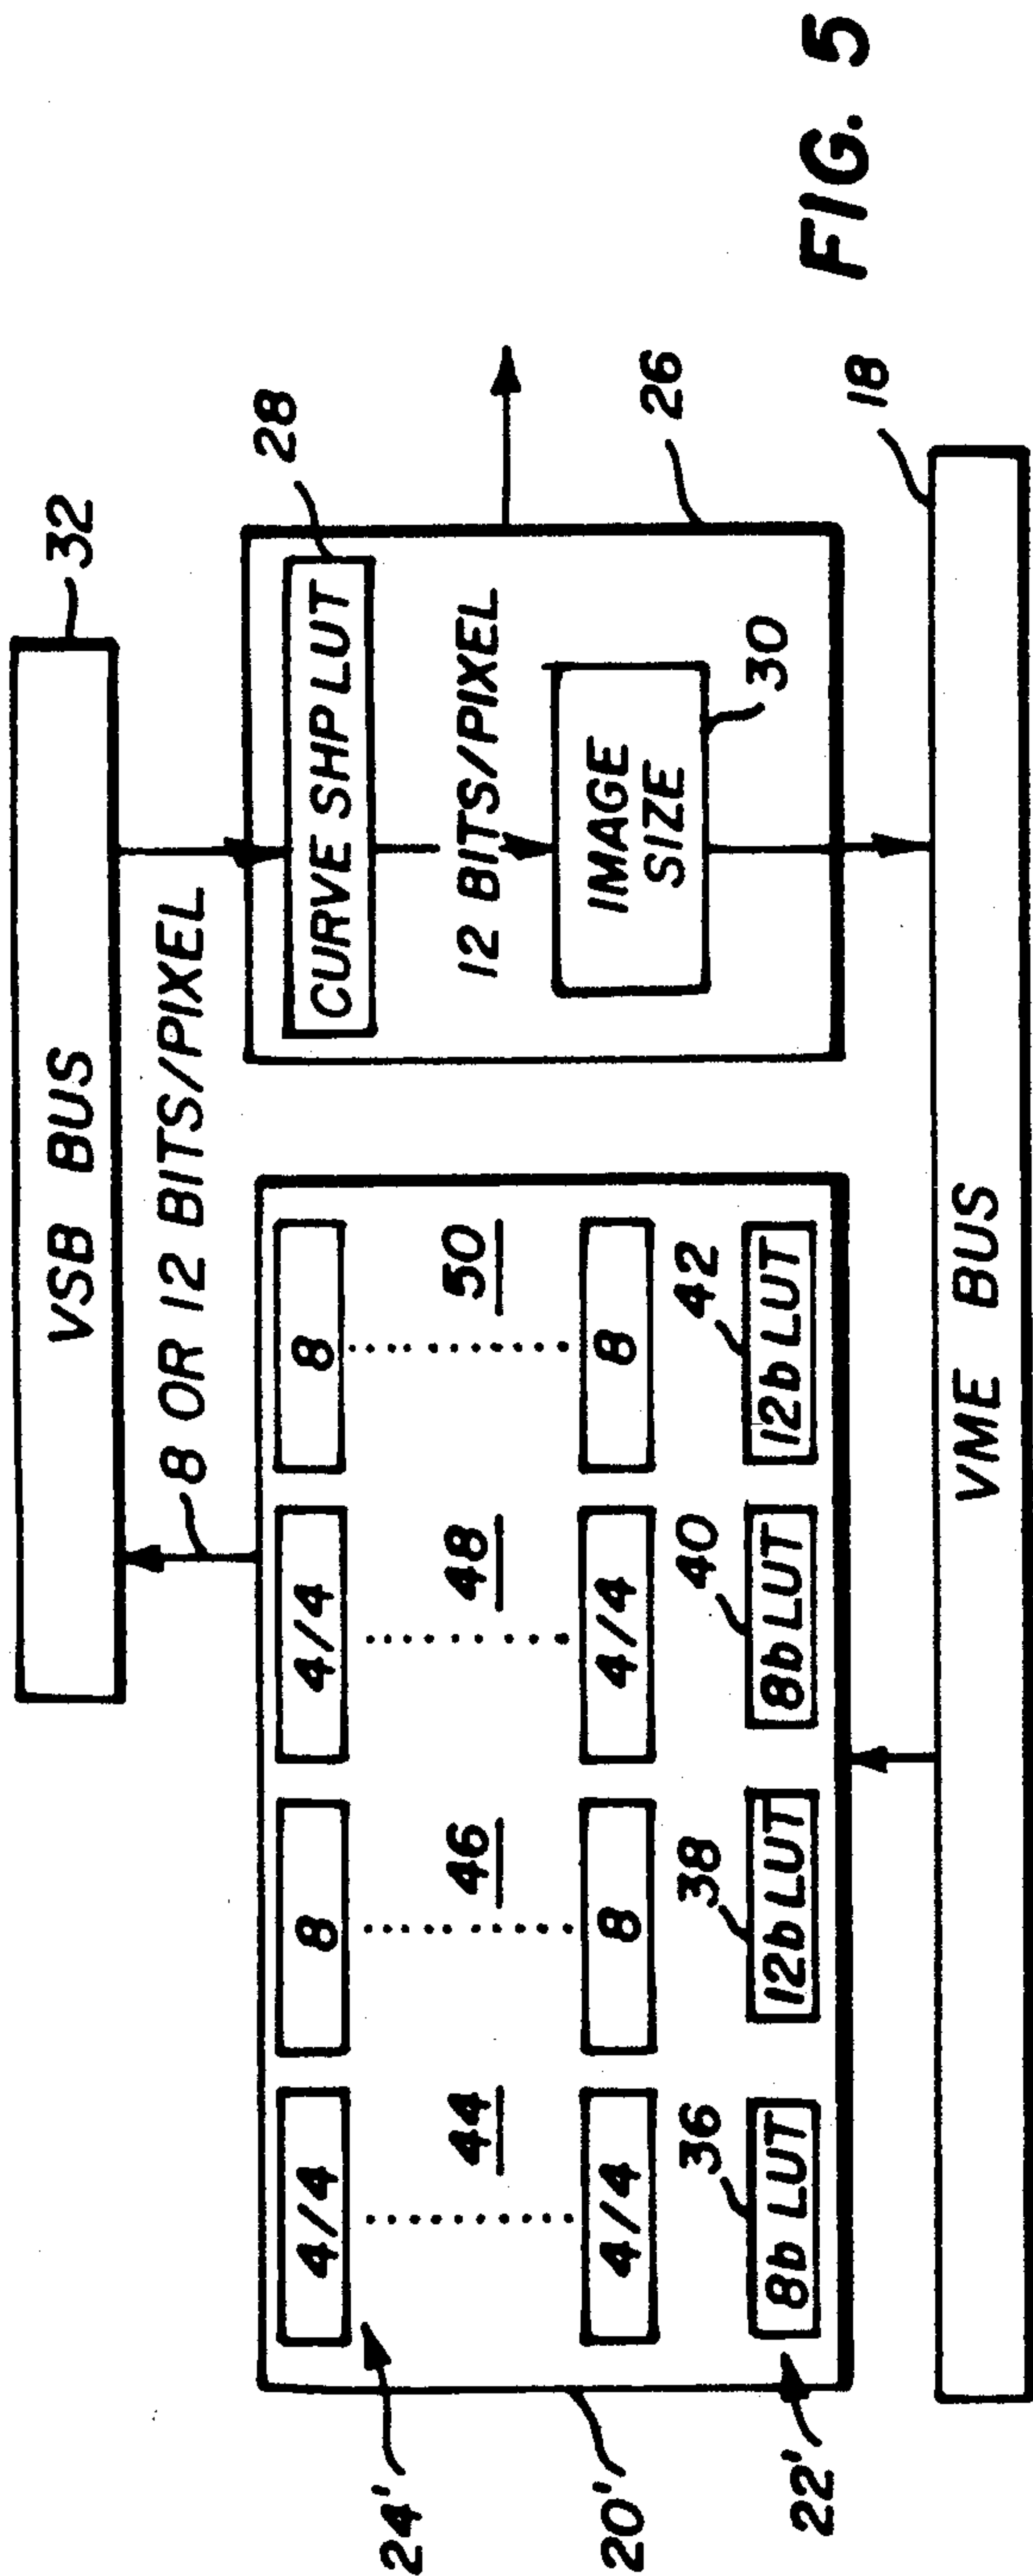 VSB BUS
32
8 OR 12 BITS/PIXEL
24'
4/4
8
4/4
8
44
46
48
50
4/4
8
4/4
8
36
38
40
42
8b LUT
12b LUT
8b LUT
12b LUT
20'
22'
CURVE SHP LUT
28
12 BITS/PIXEL
IMAGE
SIZE
30
26
VME BUS
18
FIG. 5